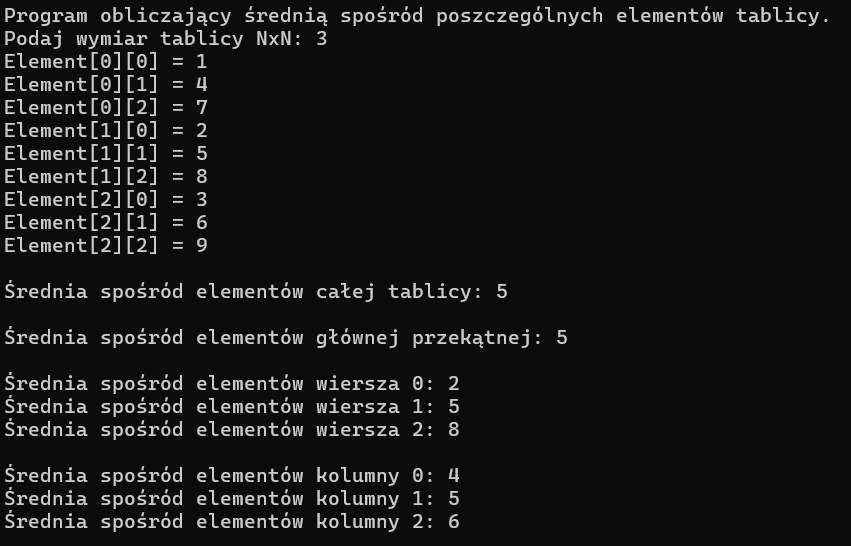 Program obliczający średnią spośród poszczególnych elementów tablicy.
Podaj wymiar tablicy NxN: 3
Element[0][0] = 1
Element[0][1] = 4
Element[0][2] = 7
Element[1][0] = 2
Element[1][1] = 5
Element[1][2] = 8
Element[2][0] = 3
Element[2][1] = 6
Element[2][2] = 9
Średnia spośród elementów całej tablicy: 5
Średnia spośród elementów głównej przekątnej: 5
Średnia spośród elementów wiersza 0: 2
Średnia spośród elementów wiersza 1: 5
Średnia spośród elementów wiersza 2: 8
Średnia spośród elementów kolumny 0: 4
Średnia spośród elementów kolumny 1: 5
Średnia spośród elementów kolumny 2: 6